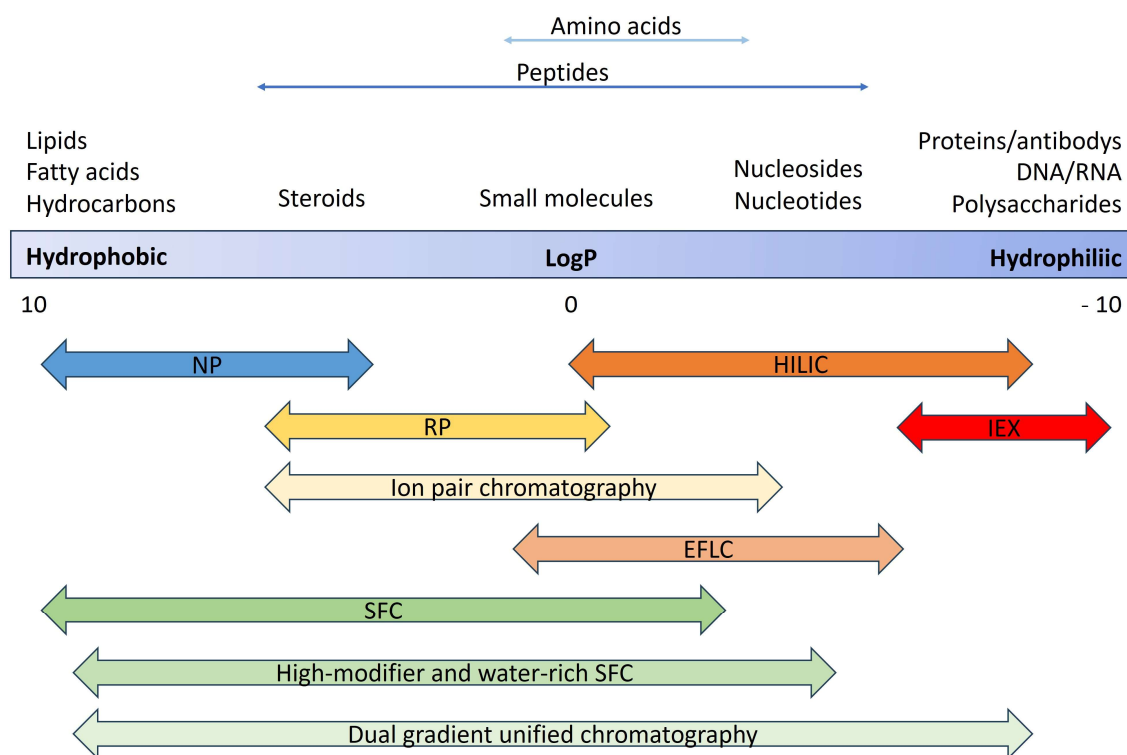 Amino acids
Peptides
Lipids
Fatty acids
Hydrocarbons
Steroids
Small molecules
Nucleosides
Nucleotides
Proteins/antibodys
DNA/RNA
Polysaccharides
Hydrophobic
LogP
Hydrophiliic
10
0
- 10
NP
HILIC
RP
IEX
Ion pair chromatography
EFLC
SFC
High-modifier and water-rich SFC
Dual gradient unified chromatography